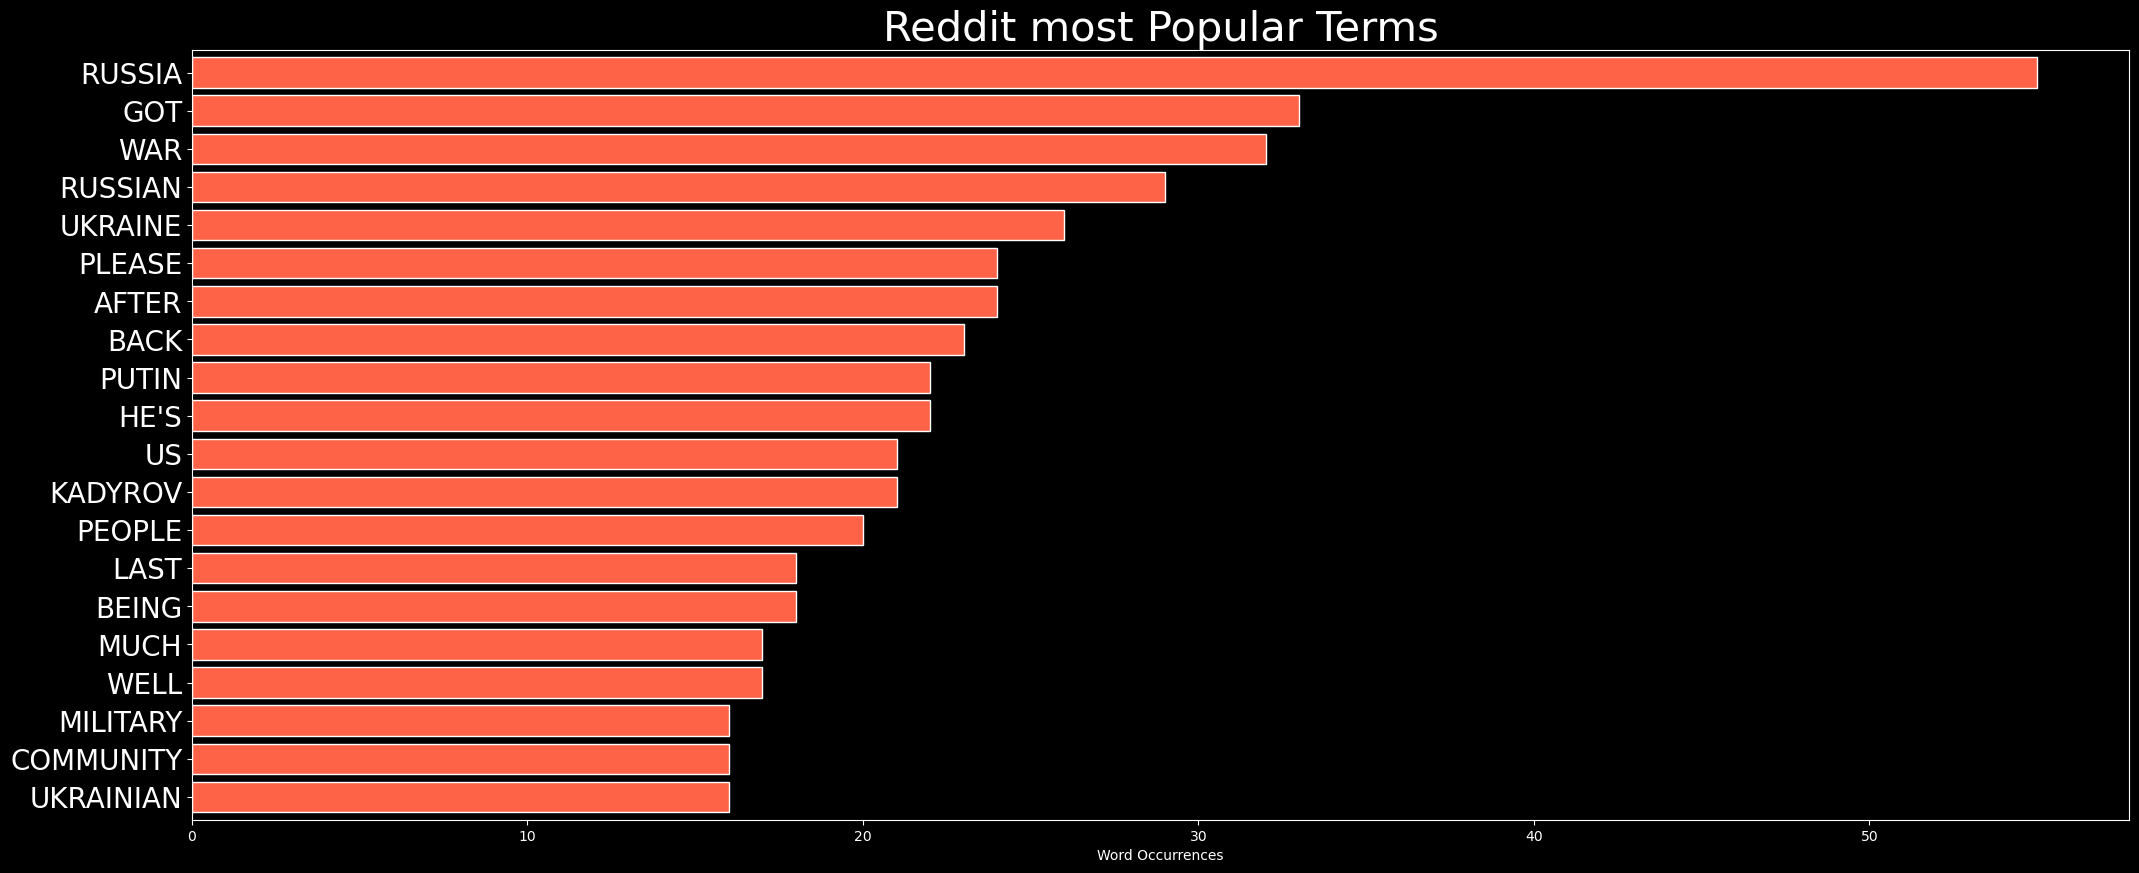 Reddit most Popular Terms
RUSSIA
GOT
WAR
RUSSIAN
UKRAINE
PLEASE
AFTER
BACK
PUTIN
HE'S
US
KADYROV
PEOPLE
LAST
BEING
MUCH
WELL
MILITARY
COMMUNITY
UKRAINIAN
0 10 20 30 40 50
Word Occurrences